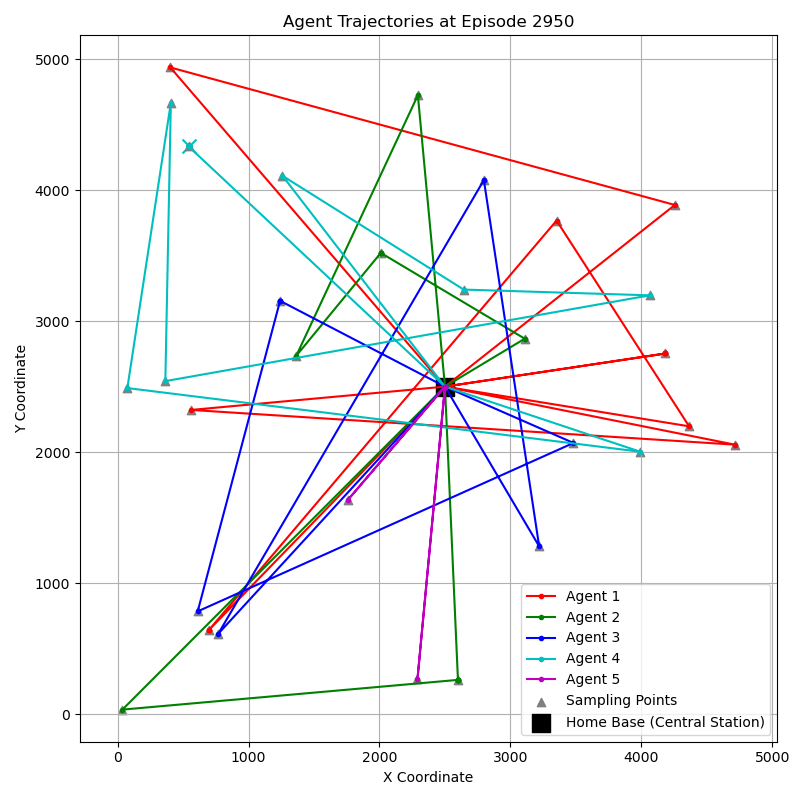 Agent Trajectories at Episode 2950
Y Coordinate
5000
4000
3000
2000
1000
0
0 1000 2000 3000 4000 5000
X Coordinate
Agent 1
Agent 2
Agent 3
Agent 4
Agent 5
Sampling Points
Home Base (Central Station)